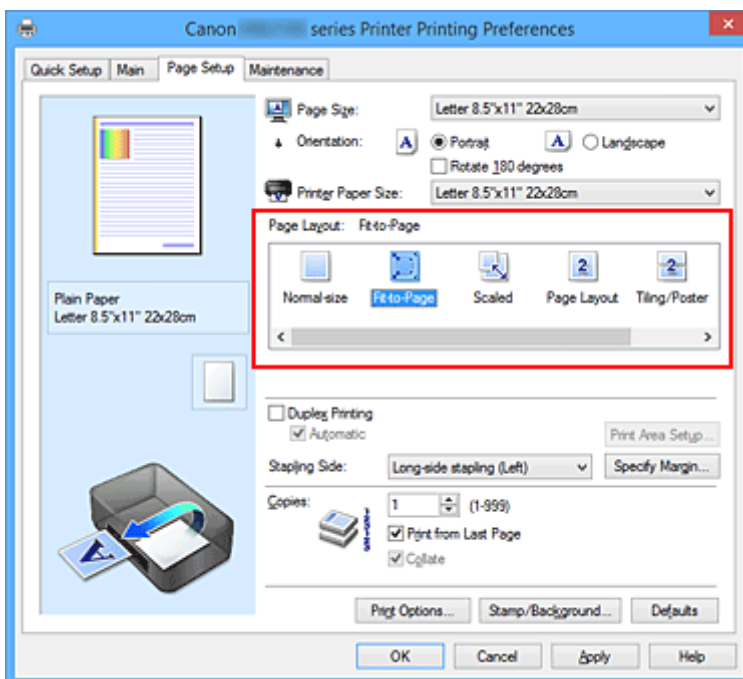 Canon series Printer Printing Preferences
Quick Setup Main Page Setup Maintenance
Page Size: Letter 8.5"x11" 22x28cm
Orientation: A Portrait A Landscape
Rotate 180 degrees
Printer Paper Size: Letter 8.5"x11" 22x28cm
Page Layout: Fit-to-Page
2 2
Normal-size Fit-to-Page Scaled Page Layout Tiling/Poster
Plain Paper
Letter 8.5"x11" 22x28cm
Duplex Printing
Automatic
Print Area Setup...
Stapling Side: Long-side stapling (Left) Specify Margin...
Copies: 1 (1-999)
Print from Last Page
Collate
A
Print Options... Stamp/Background... Defaults
OK Cancel Apply Help